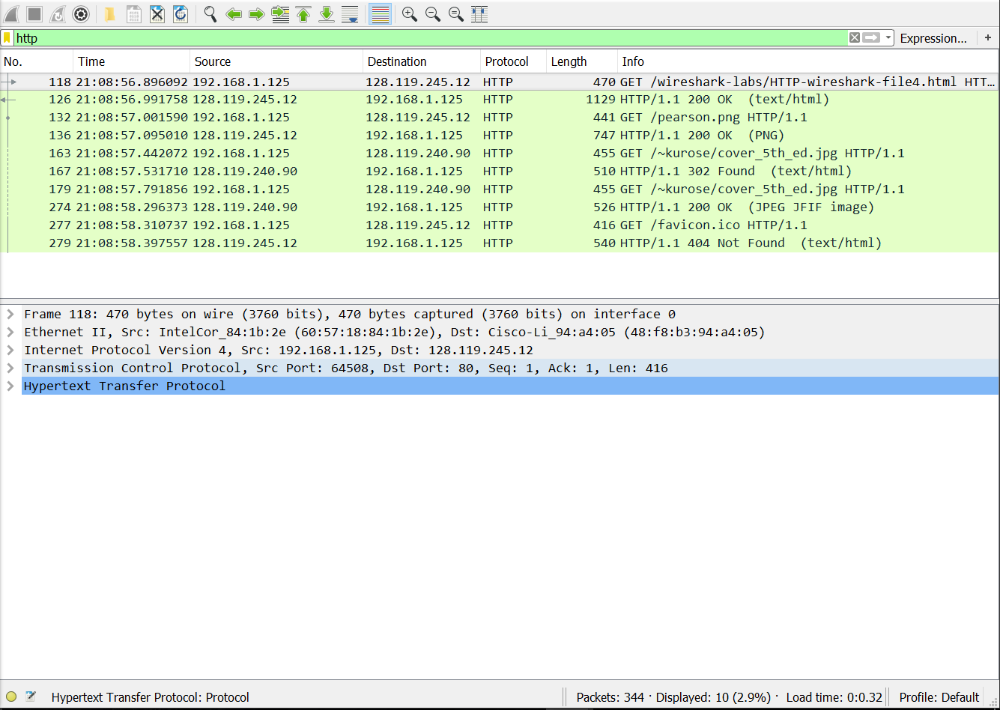 http Expression... +
No. Time Source Destination Protocol Length Info
118 21:08:56.896092 192.168.1.125 128.119.245.12 HTTP 470 GET /wireshark-labs/HTTP-wireshark-file4.html HTT…
126 21:08:56.991758 128.119.245.12 192.168.1.125 HTTP 1129 HTTP/1.1 200 OK (text/html)
132 21:08:57.001590 192.168.1.125 128.119.245.12 HTTP 441 GET /pearson.png HTTP/1.1
136 21:08:57.095010 128.119.245.12 192.168.1.125 HTTP 747 HTTP/1.1 200 OK (PNG)
163 21:08:57.442072 192.168.1.125 128.119.240.90 HTTP 455 GET /~kurose/cover_5th_ed.jpg HTTP/1.1
167 21:08:57.531710 128.119.240.90 192.168.1.125 HTTP 510 HTTP/1.1 302 Found (text/html)
179 21:08:57.791856 192.168.1.125 128.119.240.90 HTTP 455 GET /~kurose/cover_5th_ed.jpg HTTP/1.1
274 21:08:58.296373 128.119.240.90 192.168.1.125 HTTP 526 HTTP/1.1 200 OK (JPEG JFIF image)
277 21:08:58.310737 192.168.1.125 128.119.245.12 HTTP 416 GET /favicon.ico HTTP/1.1
279 21:08:58.397557 128.119.245.12 192.168.1.125 HTTP 540 HTTP/1.1 404 Not Found (text/html)
Frame 118: 470 bytes on wire (3760 bits), 470 bytes captured (3760 bits) on interface 0
Ethernet II, Src: IntelCor_84:1b:2e (60:57:18:84:1b:2e), Dst: Cisco-Li_94:a4:05 (48:f8:b3:94:a4:05)
Internet Protocol Version 4, Src: 192.168.1.125, Dst: 128.119.245.12
Transmission Control Protocol, Src Port: 64508, Dst Port: 80, Seq: 1, Ack: 1, Len: 416
Hypertext Transfer Protocol
Hypertext Transfer Protocol: Protocol Packets: 344 · Displayed: 10 (2.9%) · Load time: 0:0.32 Profile: Default